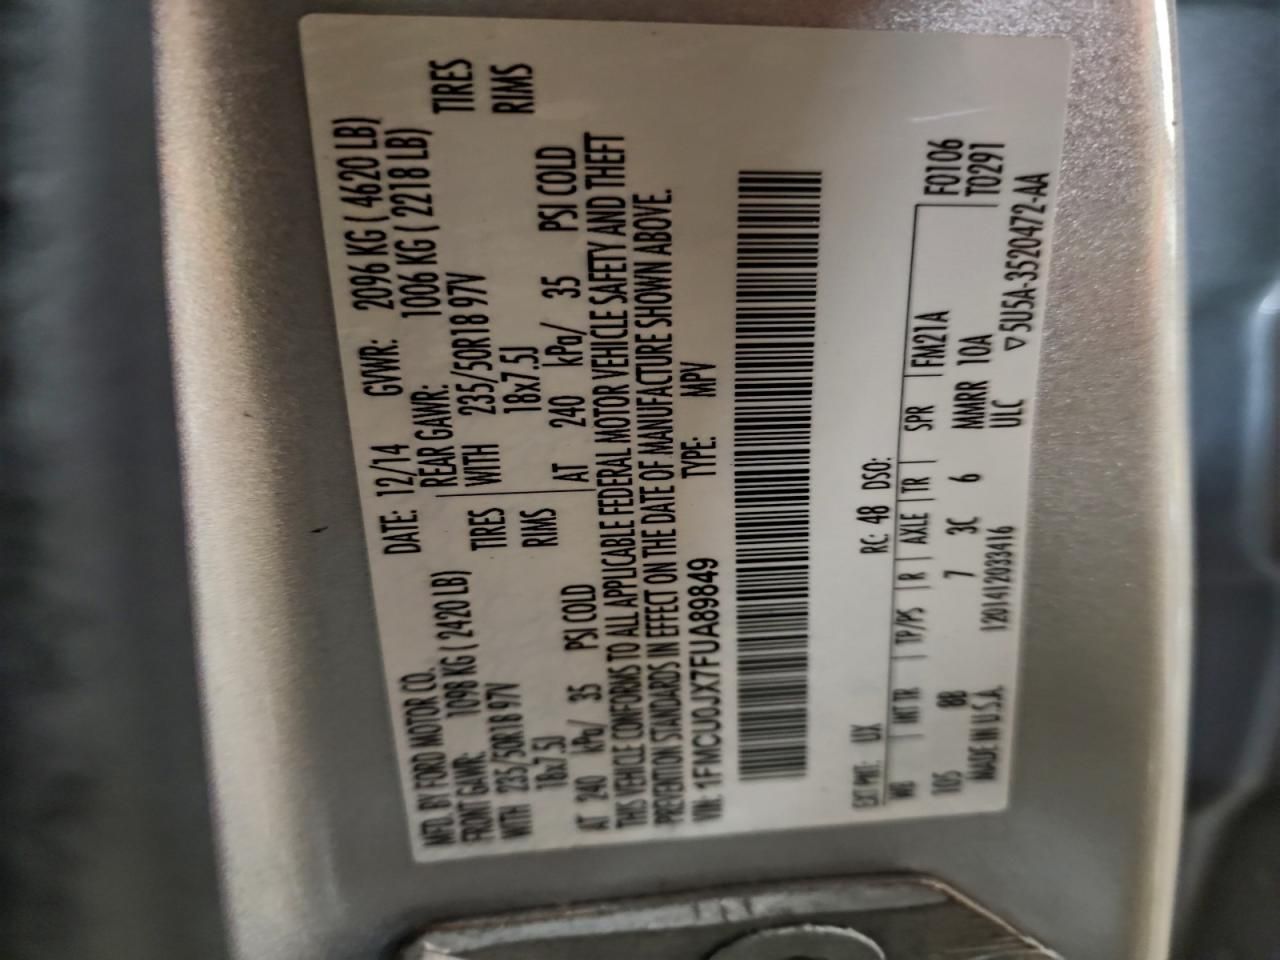 MFD. BY FORD MOTOR CO. DATE: 12/14 GVWR: 2096 KG ( 4620 LB)
FRONT GAWR: 1098 KG ( 2420 LB) REAR GAWR: 1006 KG ( 2218 LB)
WITH 235/50R18 97V TIRES WITH 235/50R18 97V TIRES
18x7.5J RIMS 18x7.5J RIMS
AT 240 kPa/ 35 PSI COLD AT 240 kPa/ 35 PSI COLD
THIS VEHICLE CONFORMS TO ALL APPLICABLE FEDERAL MOTOR VEHICLE SAFETY AND THEFT
PREVENTION STANDARDS IN EFFECT ON THE DATE OF MANUFACTURE SHOWN ABOVE.
VIN: 1FMCU0JX7FUA89849 TYPE: MPV
EXT PNT: UX RC: 48 DSO:
WB INT TR TP/PS R AXLE TR SPR FM21A F0106
105 7 3C 6 MMRR 10A T0291
MADE IN U.S.A. 120141203​3416 ULC ▽5U5A-3520472-AA